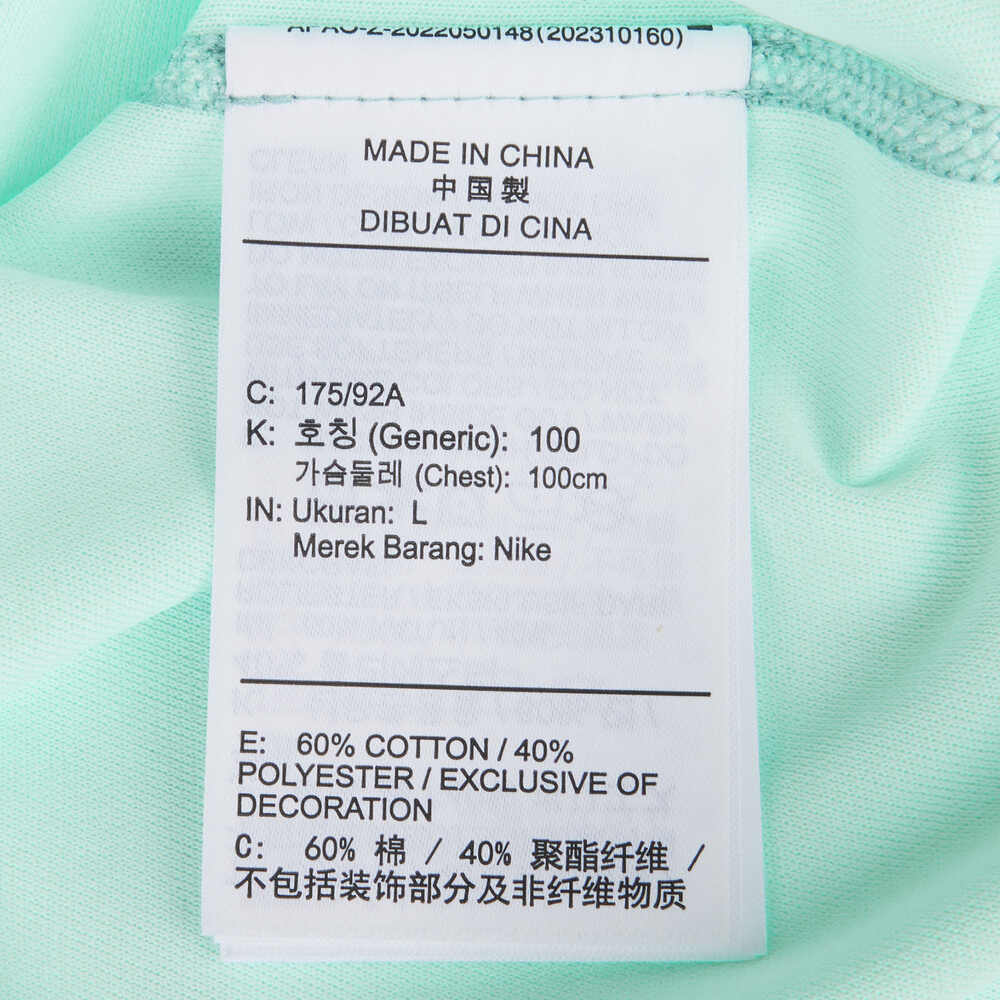 APAC-2-2022050148(202310160)
MADE IN CHINA
中国製
DIBUAT DI CINA
C: 175/92A
K: 호칭 (Generic): 100
가슴둘레 (Chest): 100cm
IN: Ukuran: L
Merek Barang: Nike
E: 60% COTTON / 40%
POLYESTER / EXCLUSIVE OF
DECORATION
C: 60% 棉 / 40% 聚酯纤维 /
不包括装饰部分及非纤维物质